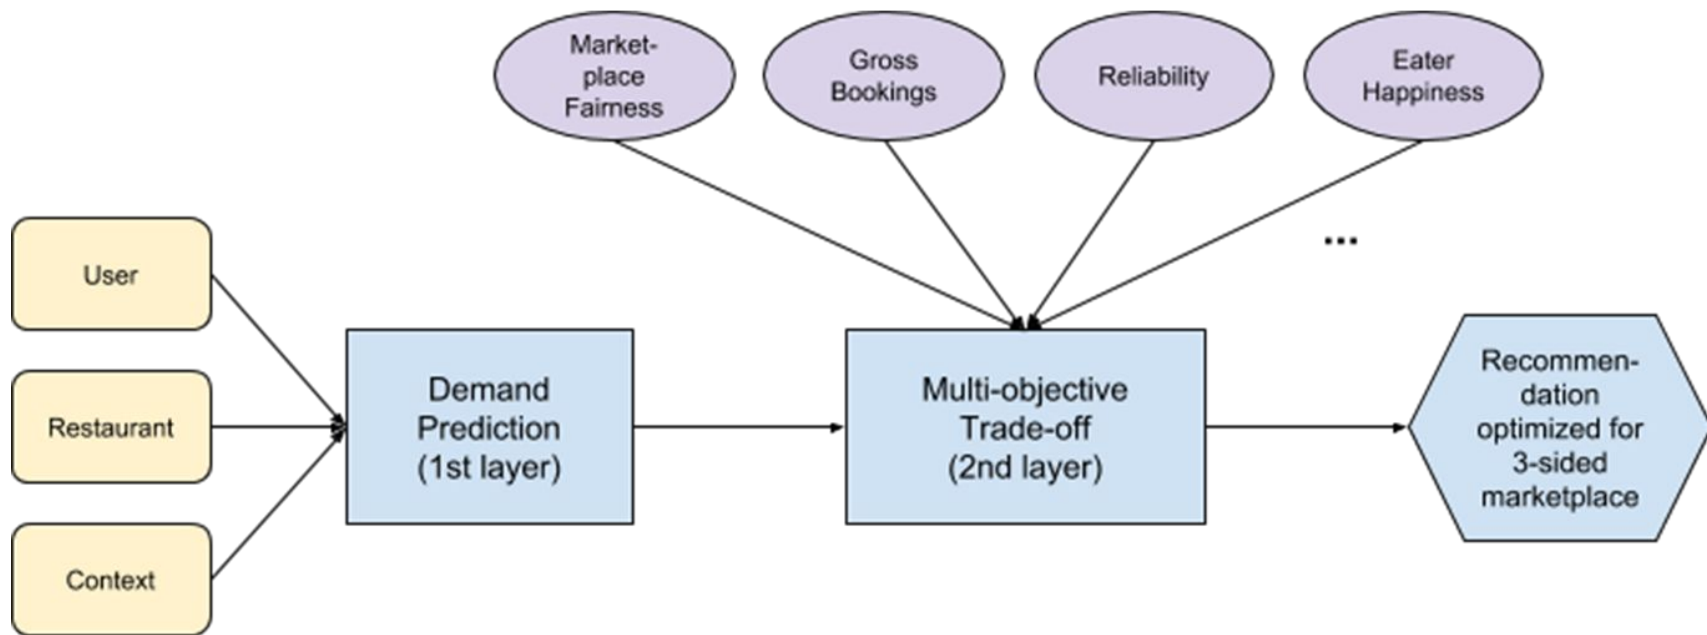 Market-
place
Fairness
Gross
Bookings
Reliability
Eater
Happiness
...
User
Restaurant
Context
Demand
Prediction
(1st layer)
Multi-objective
Trade-off
(2nd layer)
Recommen-
dation
optimized for
3-sided
marketplace